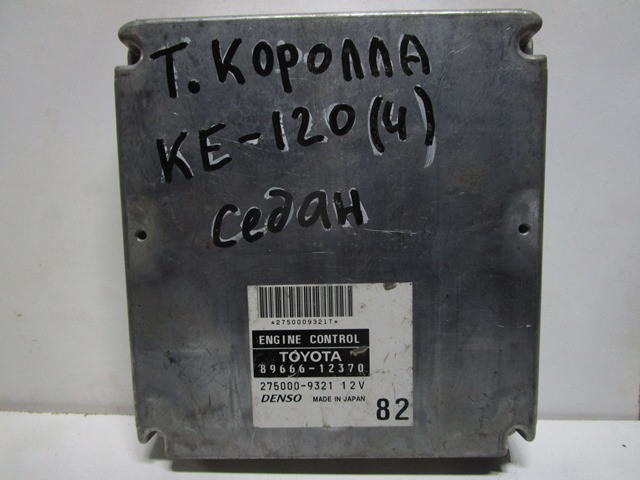 Т. КОРОЛЛА
КЕ-120 (4)
седан
*2750009321T*
ENGINE CONTROL
TOYOTA
89666-12370
275000-9321 12V
DENSO MADE IN JAPAN 82